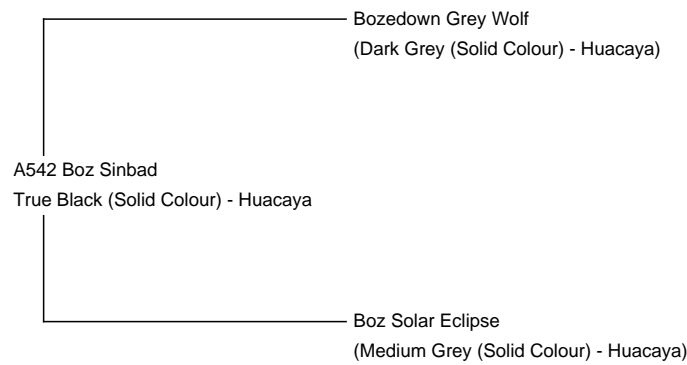 Bozedown Grey Wolf
(Dark Grey (Solid Colour) - Huacaya)
A542 Boz Sinbad
True Black (Solid Colour) - Huacaya
Boz Solar Eclipse
(Medium Grey (Solid Colour) - Huacaya)